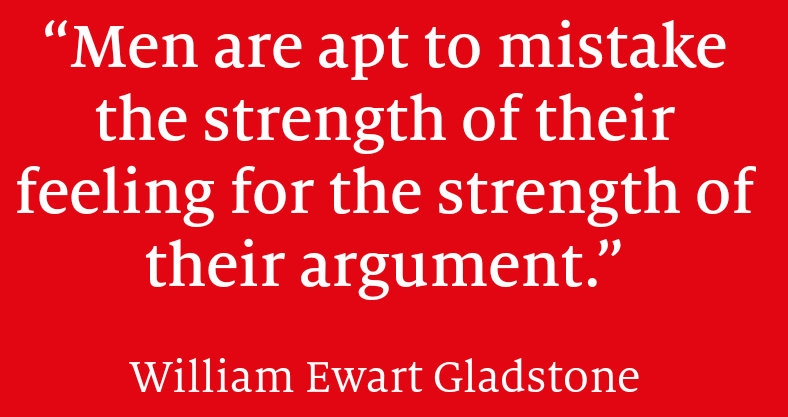 “Men are apt to mistake
the strength of their
feeling for the strength of
their argument.”
William Ewart Gladstone